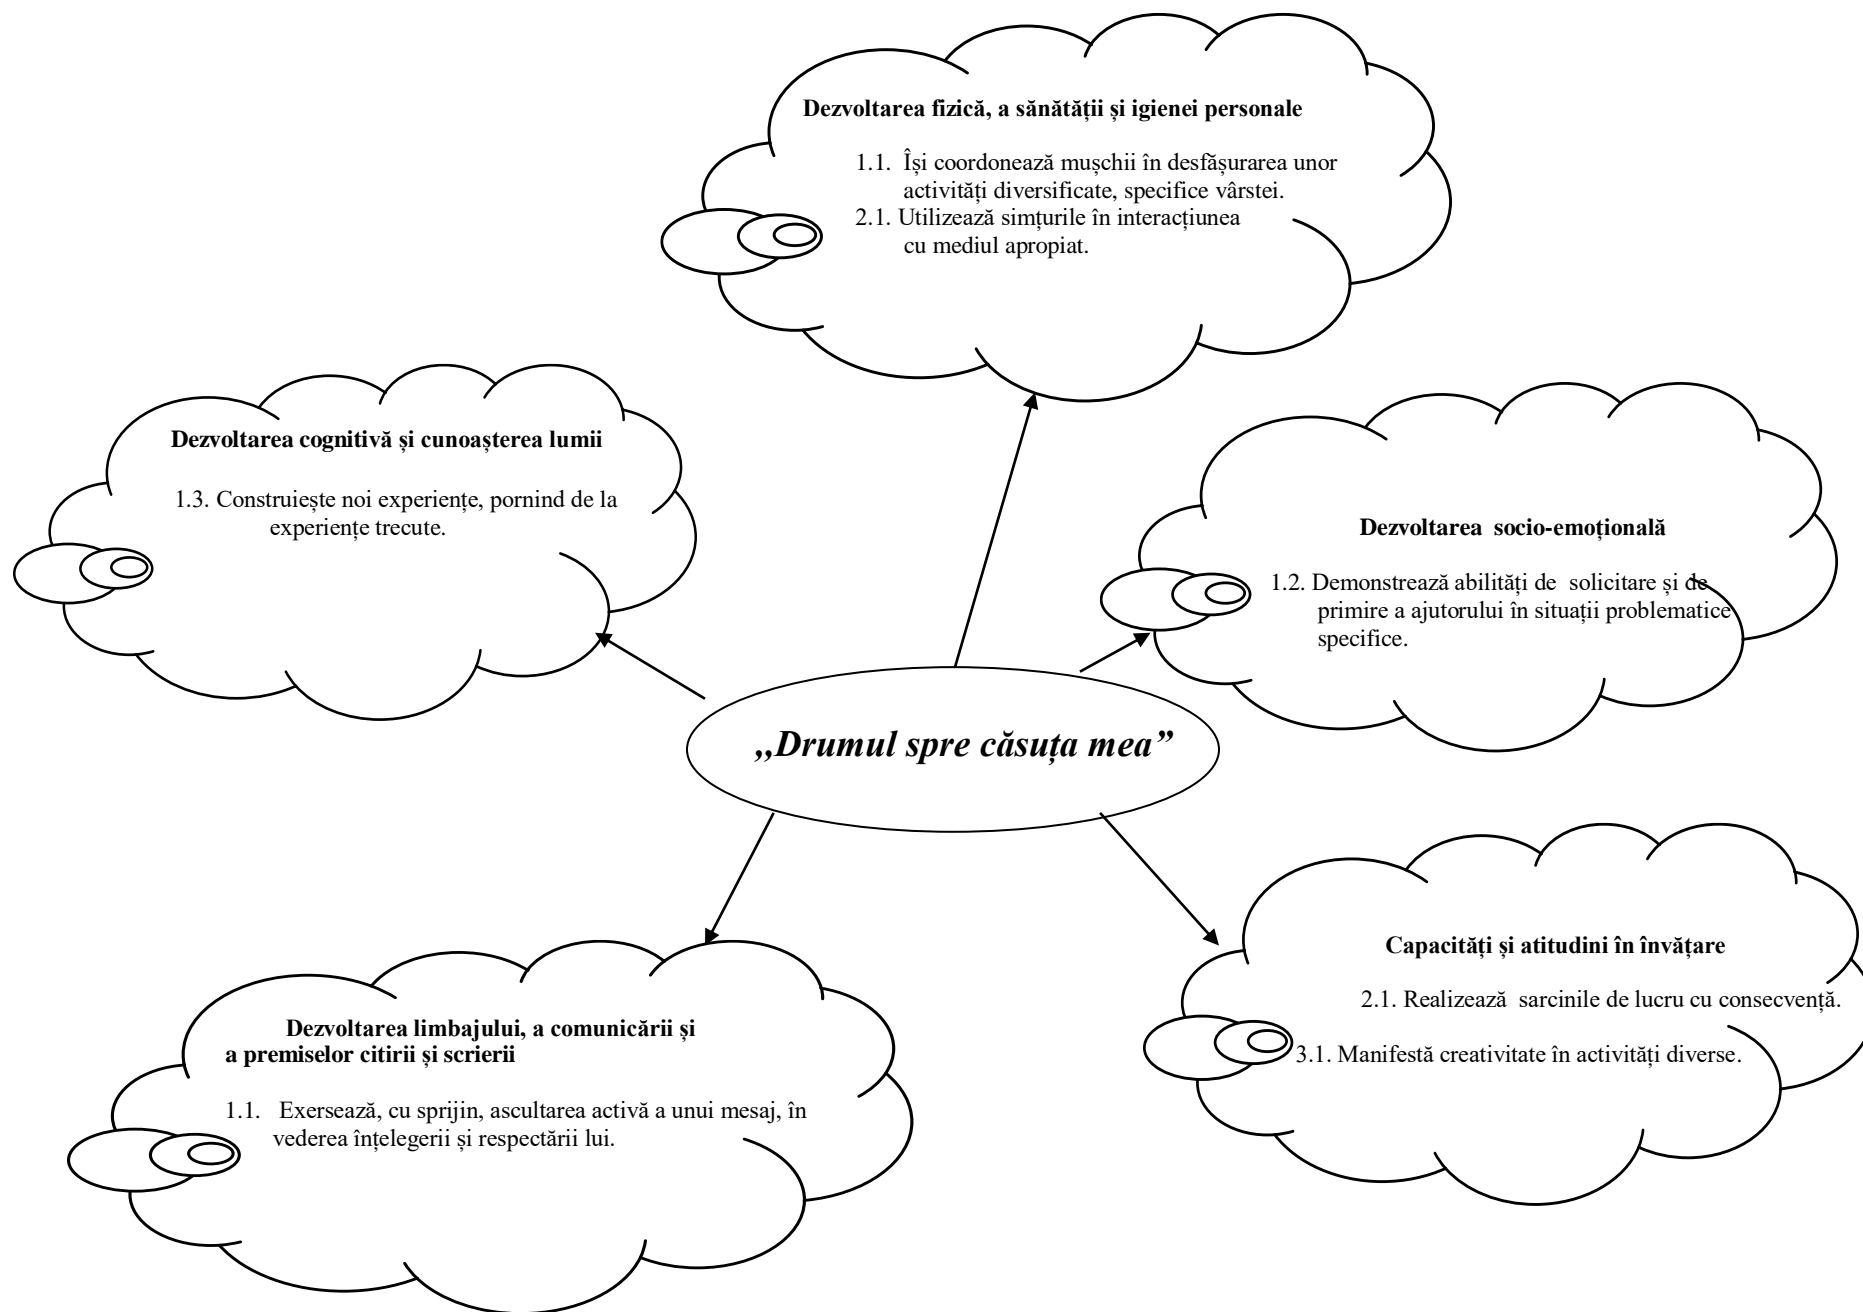 Dezvoltarea fizică, a sănătății și igienei personale
1.1. Își coordonează mușchii în desfășurarea unor
activități diversificate, specifice vârstei.
2.1. Utilizează simțurile în interacțiunea
cu mediul apropiat.
Dezvoltarea cognitivă și cunoașterea lumii
1.3. Construiește noi experiențe, pornind de la
experiențe trecute.
Dezvoltarea socio-emoțională
1.2. Demonstrează abilități de solicitare și de
primire a ajutorului în situații problematice
specifice.
,,Drumul spre căsuța mea”
Capacități și atitudini în învățare
2.1. Realizează sarcinile de lucru cu consecvență.
3.1. Manifestă creativitate în activități diverse.
Dezvoltarea limbajului, a comunicării și
a premiselor citirii și scrierii
1.1. Exersează, cu sprijin, ascultarea activă a unui mesaj, în
vederea înțelegerii și respectării lui.